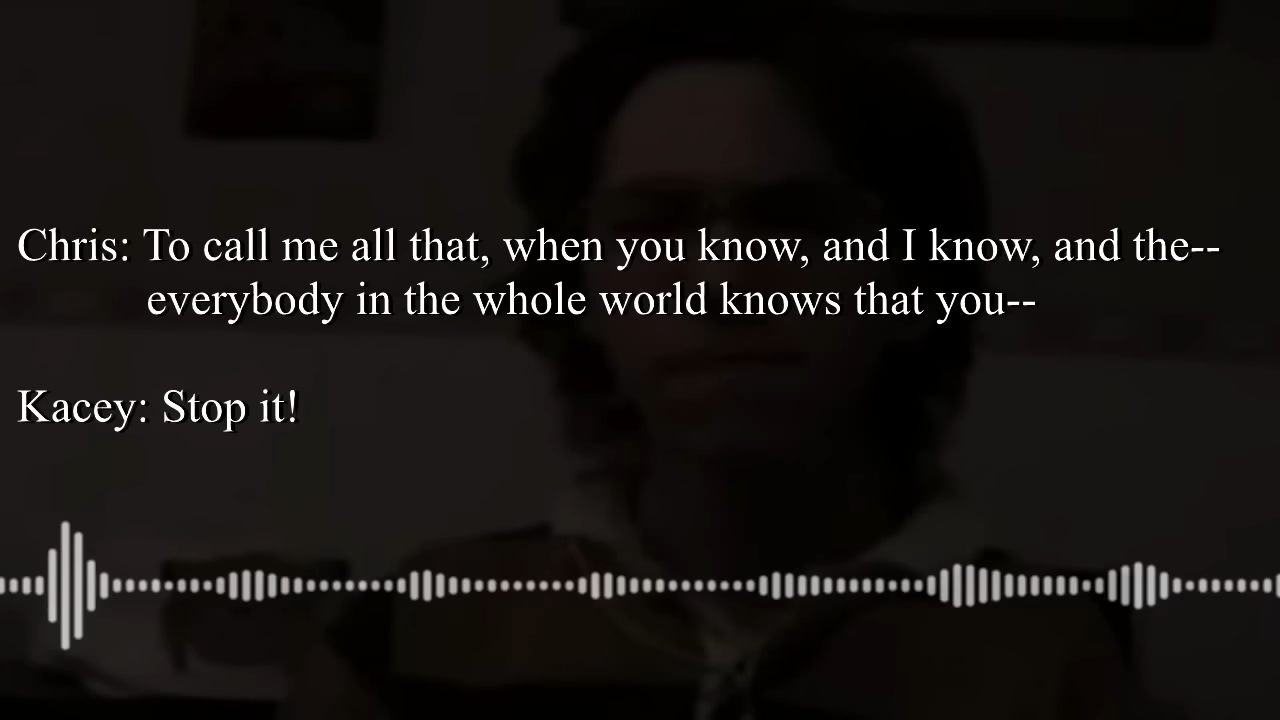 Chris: To call me all that, when you know, and I know, and the--
everybody in the whole world knows that you--
Kacey: Stop it!